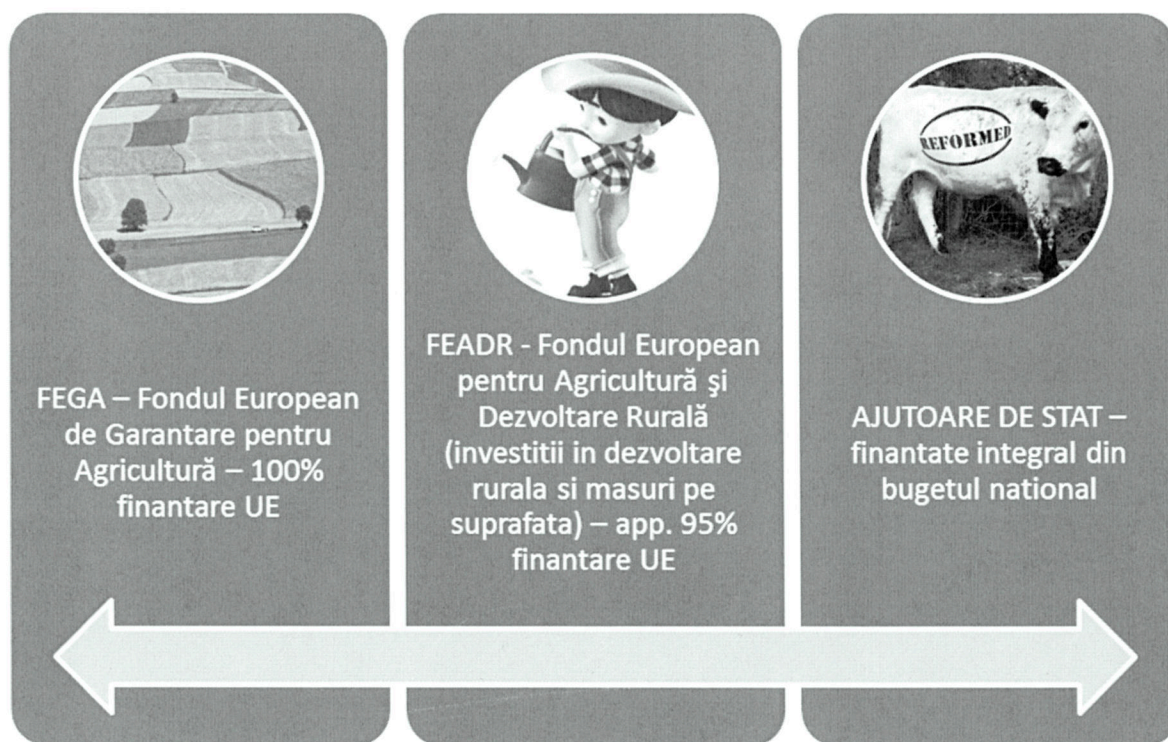 FEGA – Fondul European
de Garantare pentru
Agricultură – 100%
finantare UE
FEADR - Fondul European
pentru Agricultură şi
Dezvoltare Rurală
(investitii in dezvoltare
rurala si masuri pe
suprafata) – app. 95%
finantare UE
REFORMED
AJUTOARE DE STAT –
finantate integral din
bugetul national